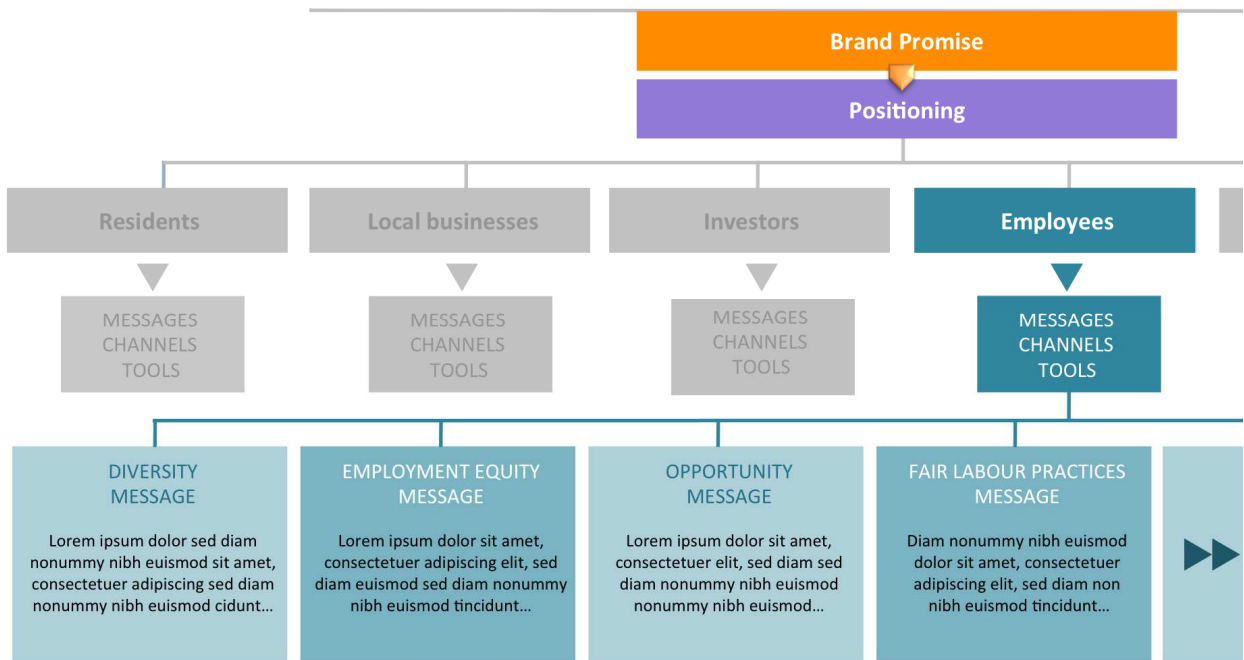 Brand Promise
Positioning
Residents
Local businesses
Investors
Employees
MESSAGES
CHANNELS
TOOLS
MESSAGES
CHANNELS
TOOLS
MESSAGES
CHANNELS
TOOLS
MESSAGES
CHANNELS
TOOLS
DIVERSITY
MESSAGE
Lorem ipsum dolor sed diam
nonummy nibh euismod sit amet,
consectetuer adipiscing sed diam
nonummy nibh euismod cidunt...
EMPLOYMENT EQUITY
MESSAGE
Lorem ipsum dolor sit amet,
consectetuer adipiscing elit, sed
diam euismod sed diam nonummy
nibh euismod tincidunt...
OPPORTUNITY
MESSAGE
Lorem ipsum dolor sit amet,
consectetuer elit, sed diam sed
diam nonummy nibh euismod
nonummy nibh euismod...
FAIR LABOUR PRACTICES
MESSAGE
Diam nonummy nibh euismod
dolor sit amet, consectetuer
adipiscing elit, sed diam non
nibh euismod tincidunt...